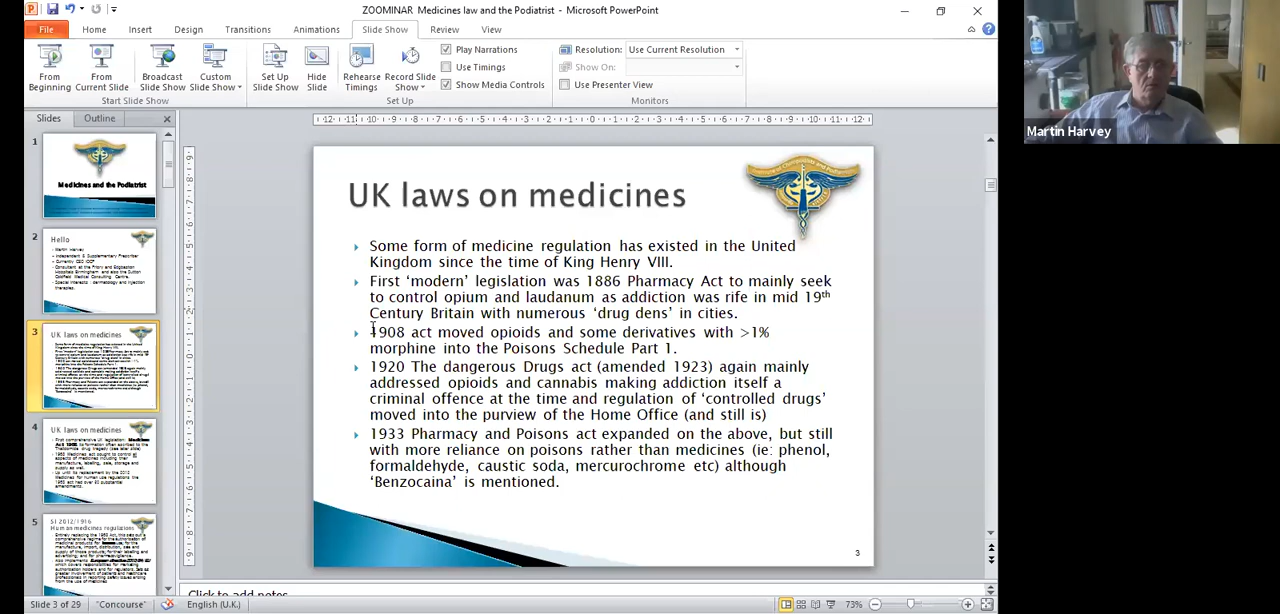 ZOOMINAR Medicines law and the Podiatrist - Microsoft PowerPoint
File Home Insert Design Transitions Animations Slide Show Review View
From Beginning
From Current Slide
Broadcast Slide Show
Custom Slide Show
Set Up Slide Show
Hide Slide
Rehearse Timings
Record Slide Show
Play Narrations
Use Timings
Show Media Controls
Resolution: Use Current Resolution
Show On:
Use Presenter View
Start Slide Show
Set Up
Monitors
Slides Outline
1
Medicines and the Podiatrist
2
Hello
3
UK laws on medicines
4
UK laws on medicines
5
SI 2012/1916
Human medicines regulations
UK laws on medicines
Some form of medicine regulation has existed in the United
Kingdom since the time of King Henry VIII.
First ‘modern’ legislation was 1886 Pharmacy Act to mainly seek
to control opium and laudanum as addiction was rife in mid 19th
Century Britain with numerous ‘drug dens’ in cities.
1908 act moved opioids and some derivatives with >1%
morphine into the Poisons Schedule Part 1.
1920 The dangerous Drugs act (amended 1923) again mainly
addressed opioids and cannabis making addiction itself a
criminal offence at the time and regulation of ‘controlled drugs’
moved into the purview of the Home Office (and still is)
1933 Pharmacy and Poisons act expanded on the above, but still
with more reliance on poisons rather than medicines (ie: phenol,
formaldehyde, caustic soda, mercurochrome etc) although
‘Benzocaina’ is mentioned.
3
Click to add notes
Slide 3 of 29 "Concourse" English (U.K.) 73%
Martin Harvey